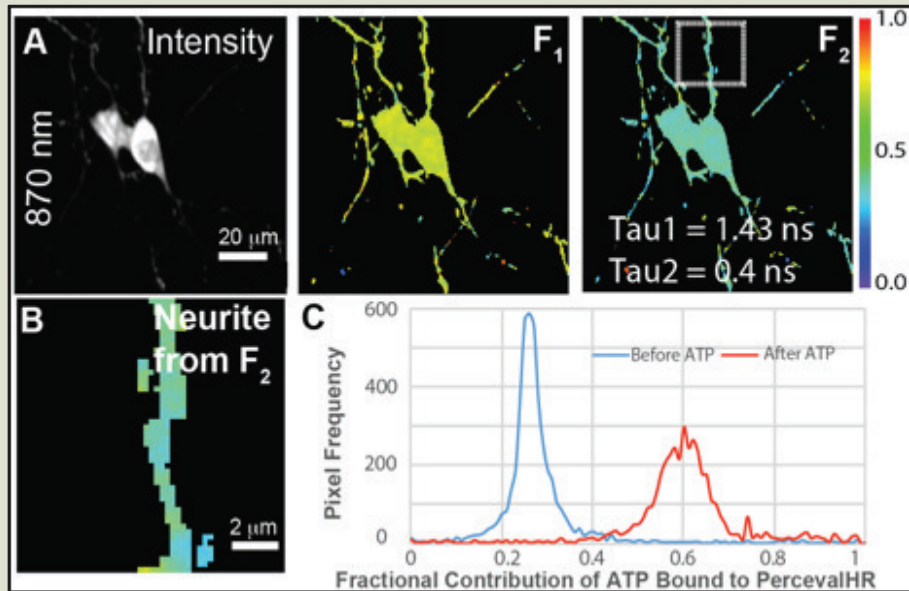 A
Intensity
870 nm
20 μm
F1
F2
Tau1 = 1.43 ns
Tau2 = 0.4 ns
1.0
0.5
0.0
B
Neurite
from F2
2 μm
C
Pixel Frequency
600
400
200
0
Before ATP
After ATP
0 0.2 0.4 0.6 0.8 1
Fractional Contribution of ATP Bound to PercevalHR